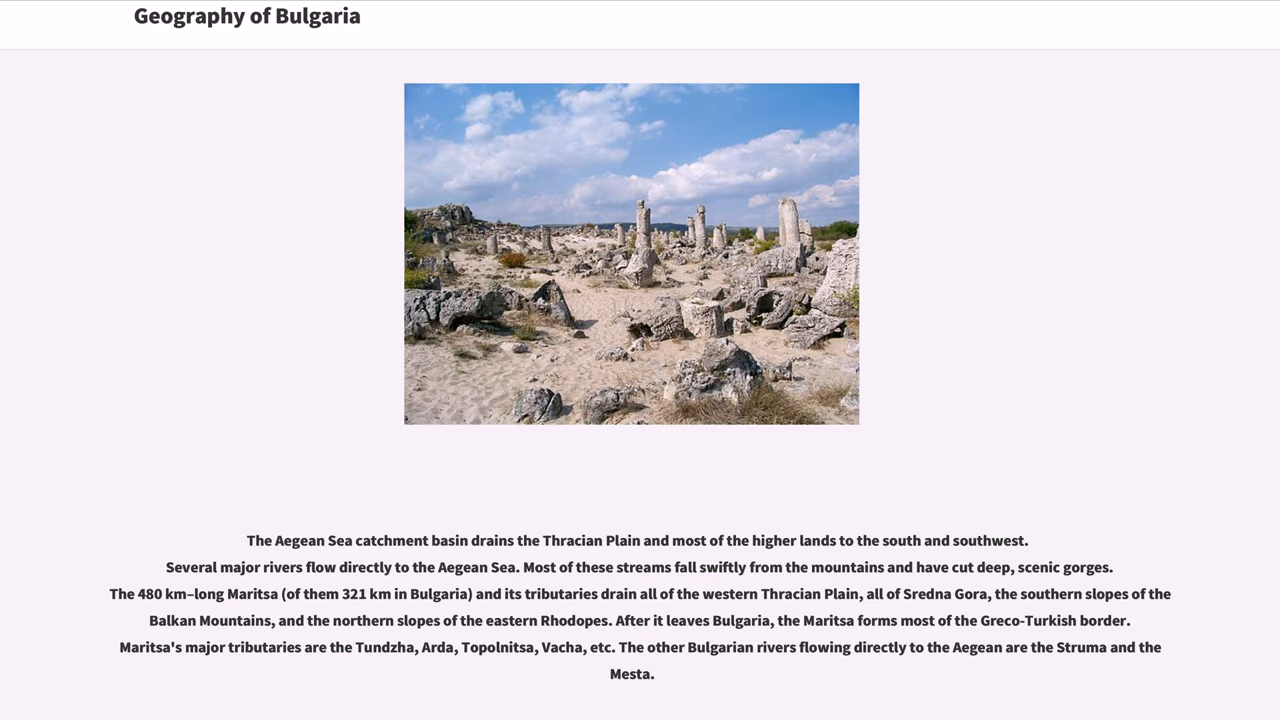 Geography of Bulgaria
The Aegean Sea catchment basin drains the Thracian Plain and most of the higher lands to the south and southwest.
Several major rivers flow directly to the Aegean Sea. Most of these streams fall swiftly from the mountains and have cut deep, scenic gorges.
The 480 km–long Maritsa (of them 321 km in Bulgaria) and its tributaries drain all of the western Thracian Plain, all of Sredna Gora, the southern slopes of the
Balkan Mountains, and the northern slopes of the eastern Rhodopes. After it leaves Bulgaria, the Maritsa forms most of the Greco-Turkish border.
Maritsa's major tributaries are the Tundzha, Arda, Topolnitsa, Vacha, etc. The other Bulgarian rivers flowing directly to the Aegean are the Struma and the
Mesta.